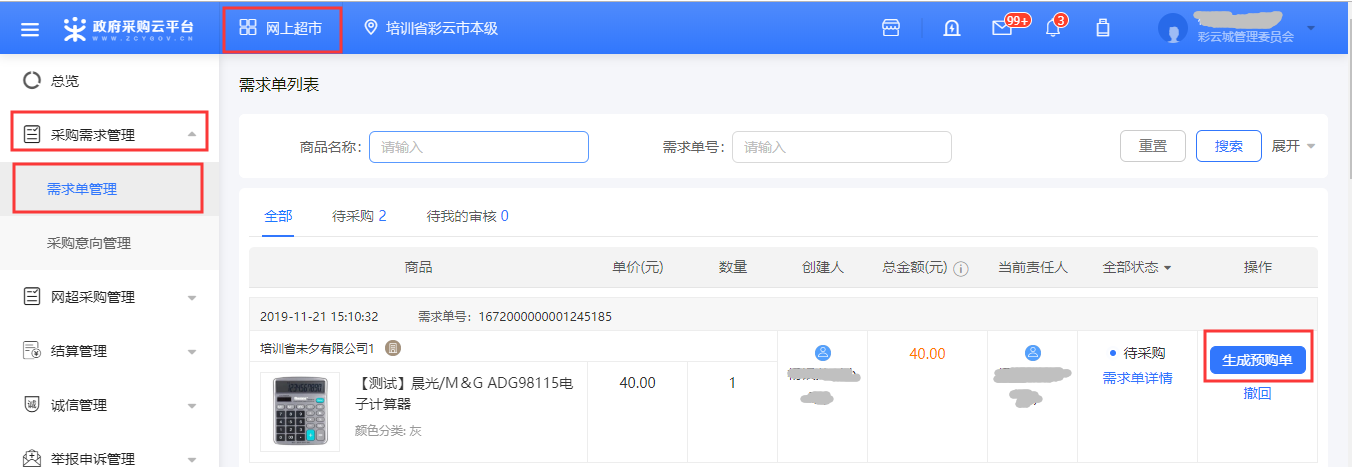 政府采购云平台
WWW.ZCYGOV.CN
网上超市
培训省彩云市本级
99+
3
彩云城管理委员会
总览
采购需求管理
需求单管理
采购意向管理
网超采购管理
结算管理
诚信管理
举报申诉管理
需求单列表
商品名称:
请输入
需求单号:
请输入
重置
搜索
展开
全部
待采购 2
待我的审核 0
商品
单价(元)
数量
创建人
总金额(元)
当前责任人
全部状态
操作
2019-11-21 15:10:32
需求单号: 1672000000001245185
培训省未夕有限公司1
【测试】晨光/M＆G ADG98115电
子计算器
颜色分类: 灰
40.00
1
40.00
待采购
需求单详情
生成预购单
撤回